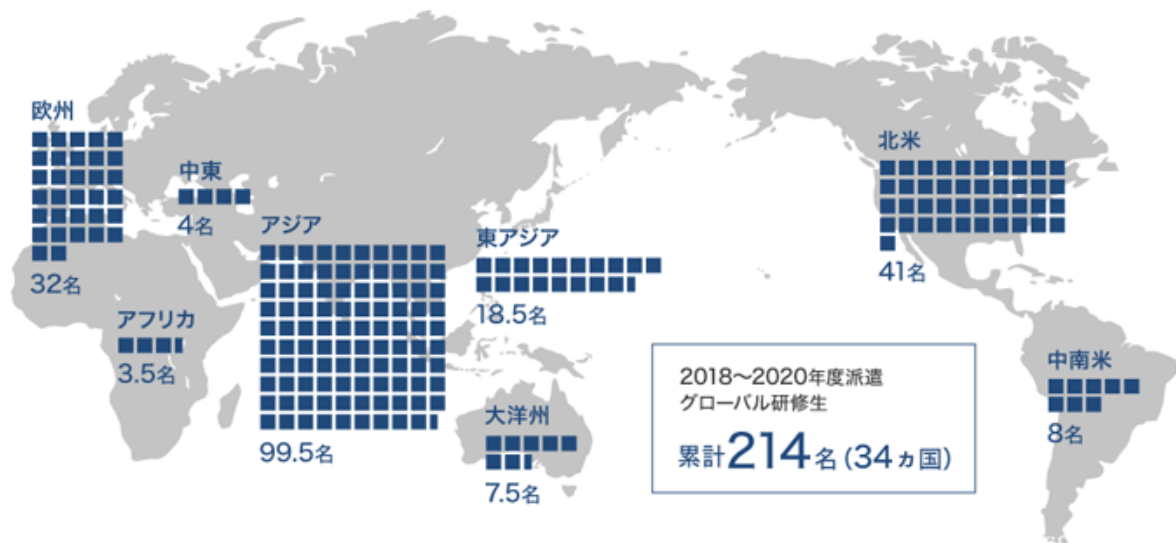 欧州
32名
中東
4名
アフリカ
3.5名
アジア
99.5名
東アジア
18.5名
大洋州
7.5名
北米
41名
中南米
8名
2018〜2020年度派遣
グローバル研修生
累計214名 (34ヵ国)